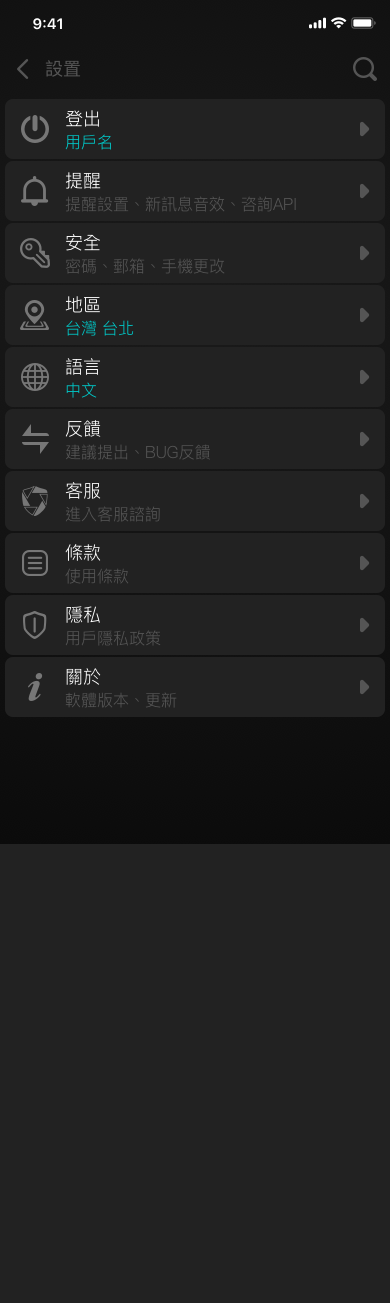 9:41
設置
登出
用戶名
提醒
提醒設置、新訊息音效、咨詢API
安全
密碼、郵箱、手機更改
地區
台灣 台北
語言
中文
反饋
建議提出、BUG反饋
客服
進入客服諮詢
條款
使用條款
隱私
用戶隱私政策
關於
軟體版本、更新